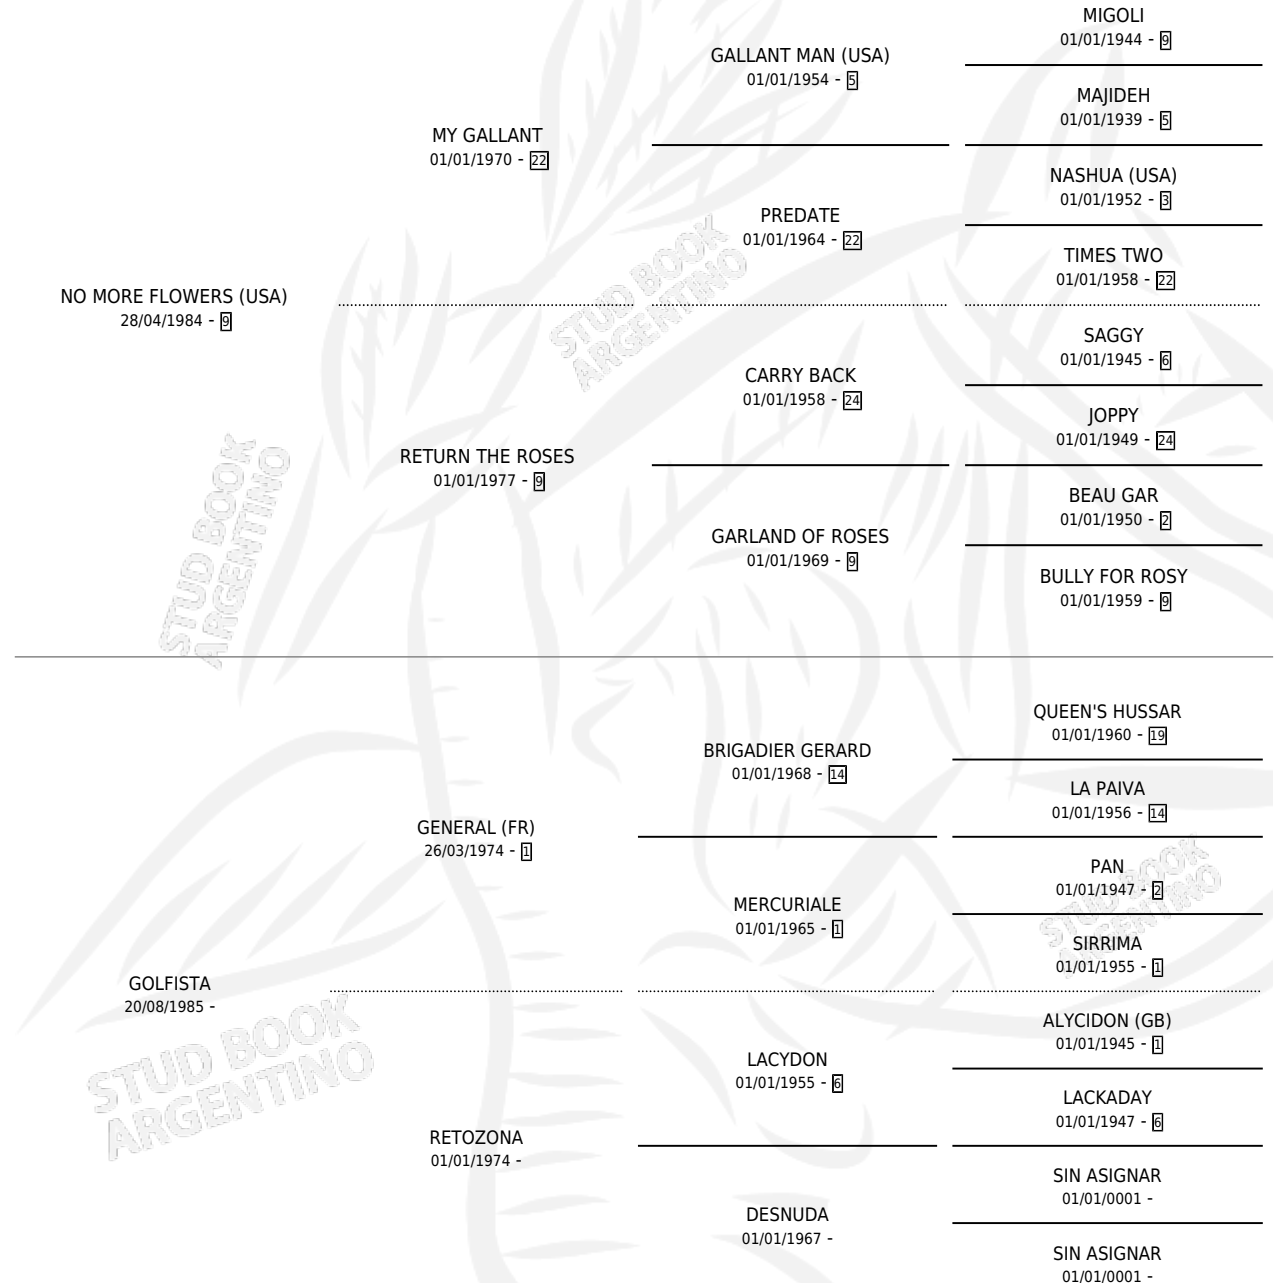 MIGOLI
01/01/1944 - 9
GALLANT MAN (USA)
01/01/1954 - 5
MAJIDEH
01/01/1939 - 5
MY GALLANT
01/01/1970 - 22
NASHUA (USA)
01/01/1952 - 3
PREDATE
01/01/1964 - 22
TIMES TWO
01/01/1958 - 22
NO MORE FLOWERS (USA)
28/04/1984 - 9
SAGGY
01/01/1945 - 6
CARRY BACK
01/01/1958 - 24
JOPPY
01/01/1949 - 24
RETURN THE ROSES
01/01/1977 - 9
BEAU GAR
01/01/1950 - 2
GARLAND OF ROSES
01/01/1969 - 9
BULLY FOR ROSY
01/01/1959 - 9
QUEEN'S HUSSAR
01/01/1960 - 19
BRIGADIER GERARD
01/01/1968 - 14
LA PAIVA
01/01/1956 - 14
GENERAL (FR)
26/03/1974 - 1
PAN
01/01/1947 - 2
MERCURIALE
01/01/1965 - 1
SIRRIMA
01/01/1955 - 1
GOLFISTA
20/08/1985 -
ALYCIDON (GB)
01/01/1945 - 1
LACYDON
01/01/1955 - 6
LACKADAY
01/01/1947 - 6
RETOZONA
01/01/1974 -
SIN ASIGNAR
01/01/0001 -
DESNUDA
01/01/1967 -
SIN ASIGNAR
01/01/0001 -
STUD BOOK
ARGENTINO
STUD BOOK
ARGENTINO
STUD BOOK
ARGENTINO
STUD BOOK
ARGENTINO